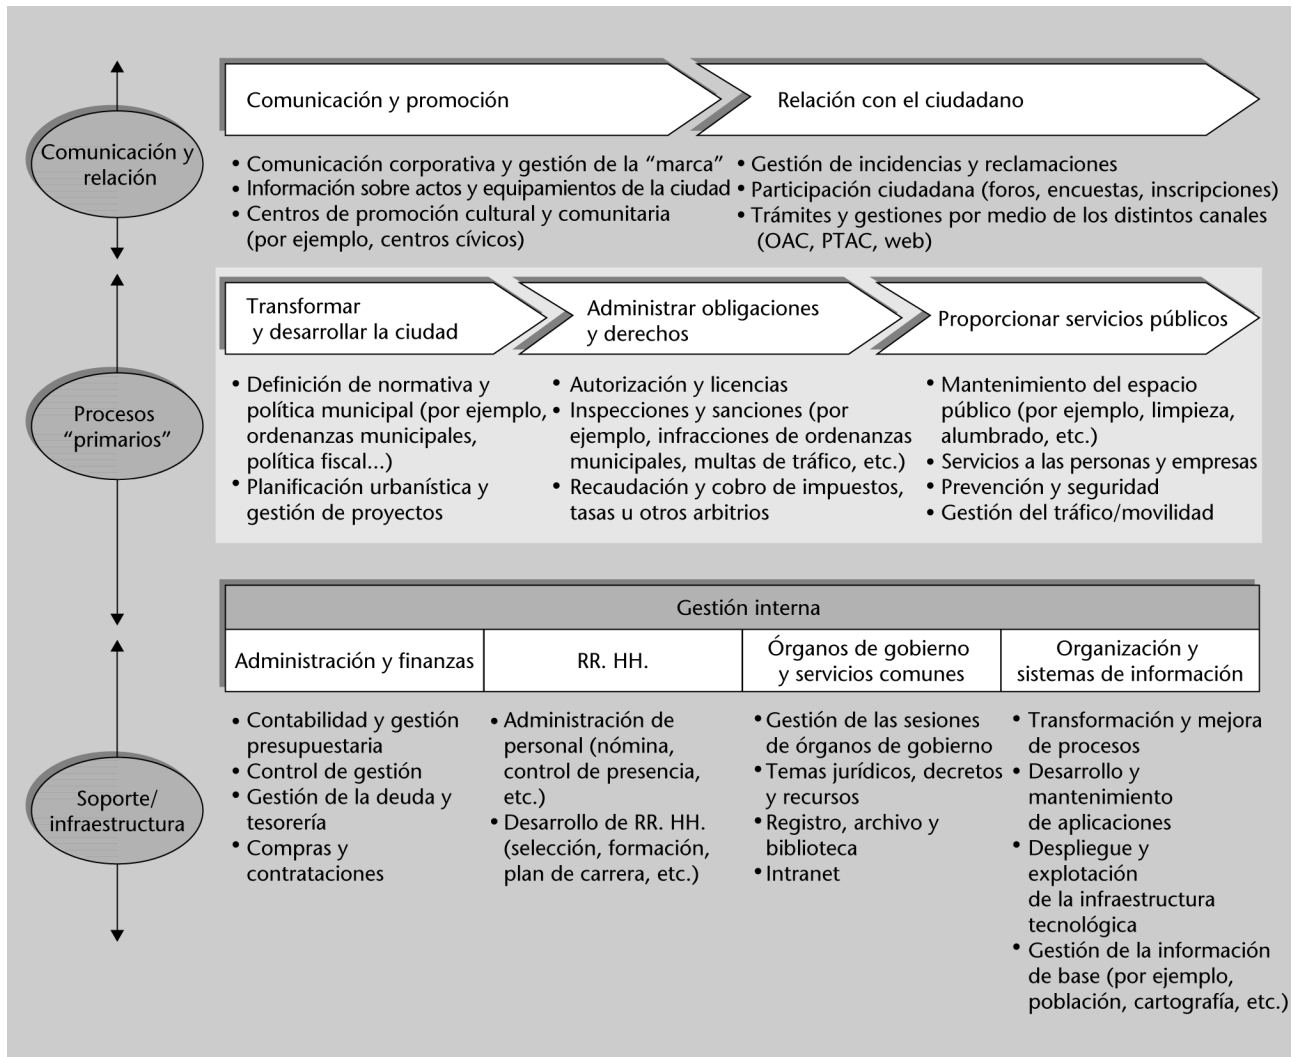 Comunicación y
relación
Comunicación y promoción
• Comunicación corporativa y gestión de la “marca”
• Información sobre actos y equipamientos de la ciudad
• Centros de promoción cultural y comunitaria
(por ejemplo, centros cívicos)
Relación con el ciudadano
• Gestión de incidencias y reclamaciones
• Participación ciudadana (foros, encuestas, inscripciones)
• Trámites y gestiones por medio de los distintos canales
(OAC, PTAC, web)
Procesos
“primarios”
Transformar
y desarrollar la ciudad
• Definición de normativa y
política municipal (por ejemplo,
ordenanzas municipales,
política fiscal...)
• Planificación urbanística y
gestión de proyectos
Administrar obligaciones
y derechos
• Autorización y licencias
• Inspecciones y sanciones (por
ejemplo, infracciones de ordenanzas
municipales, multas de tráfico, etc.)
• Recaudación y cobro de impuestos,
tasas u otros arbitrios
Proporcionar servicios públicos
• Mantenimiento del espacio
público (por ejemplo, limpieza,
alumbrado, etc.)
• Servicios a las personas y empresas
• Prevención y seguridad
• Gestión del tráfico/movilidad
Soporte/
infraestructura
Gestión interna
Administración y finanzas
• Contabilidad y gestión
presupuestaria
• Control de gestión
• Gestión de la deuda y
tesorería
• Compras y
contrataciones
RR. HH.
• Administración de
personal (nómina,
control de presencia,
etc.)
• Desarrollo de RR. HH.
(selección, formación,
plan de carrera, etc.)
Órganos de gobierno
y servicios comunes
• Gestión de las sesiones
de órganos de gobierno
• Temas jurídicos, decretos
y recursos
• Registro, archivo y
biblioteca
• Intranet
Organización y
sistemas de información
• Transformación y mejora
de procesos
• Desarrollo y
mantenimiento
de aplicaciones
• Despliegue y
explotación
de la infraestructura
tecnológica
• Gestión de la información
de base (por ejemplo,
población, cartografía, etc.)